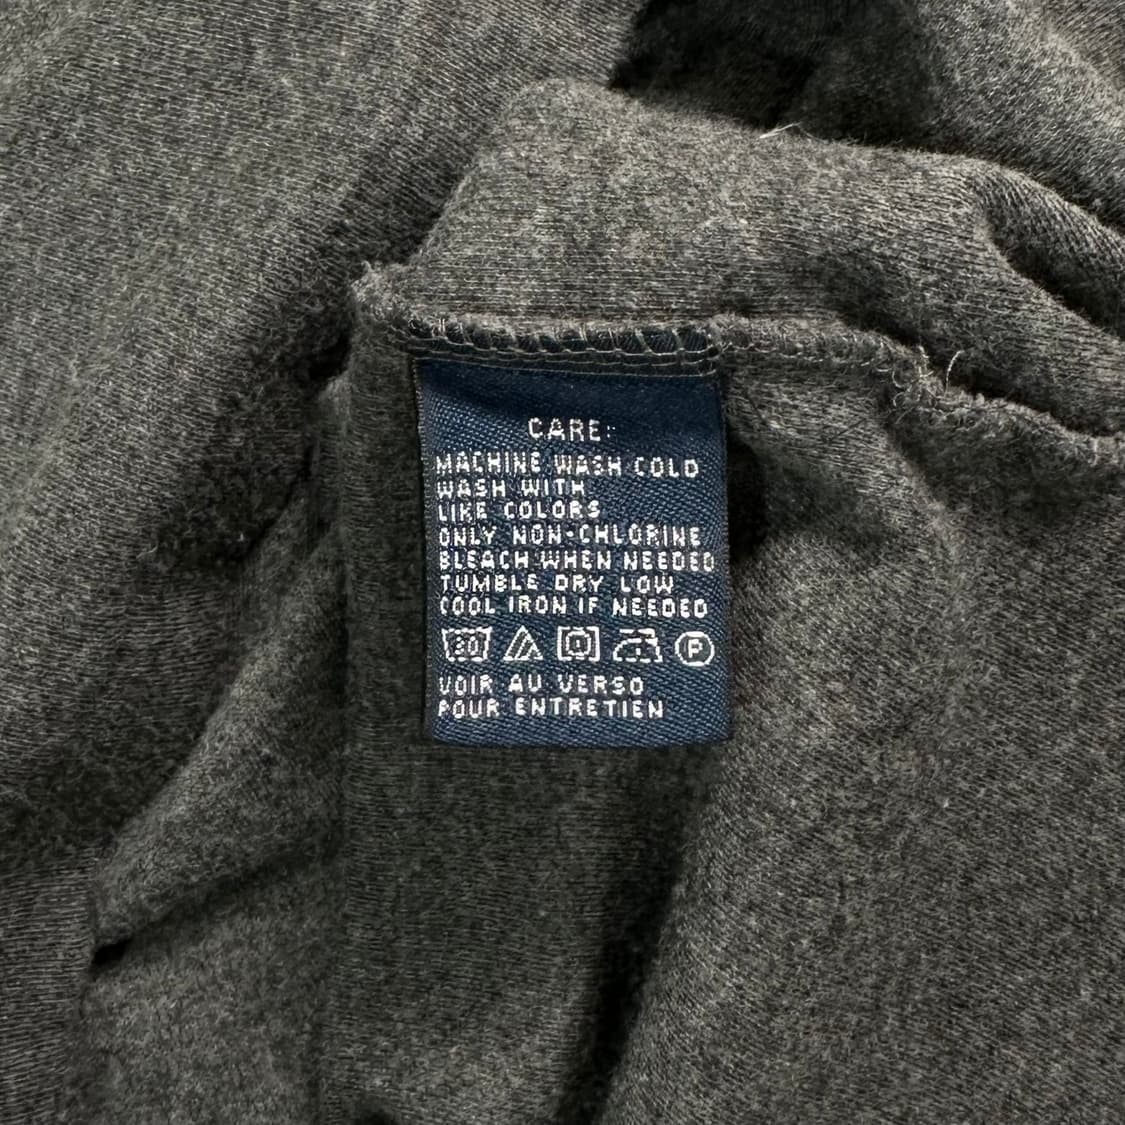 CARE:
MACHINE WASH COLD
WASH WITH
LIKE COLORS
ONLY NON-CHLORINE
BLEACH WHEN NEEDED
TUMBLE DRY LOW
COOL IRON IF NEEDED
30 P
VOIR AU VERSO
POUR ENTRETIEN